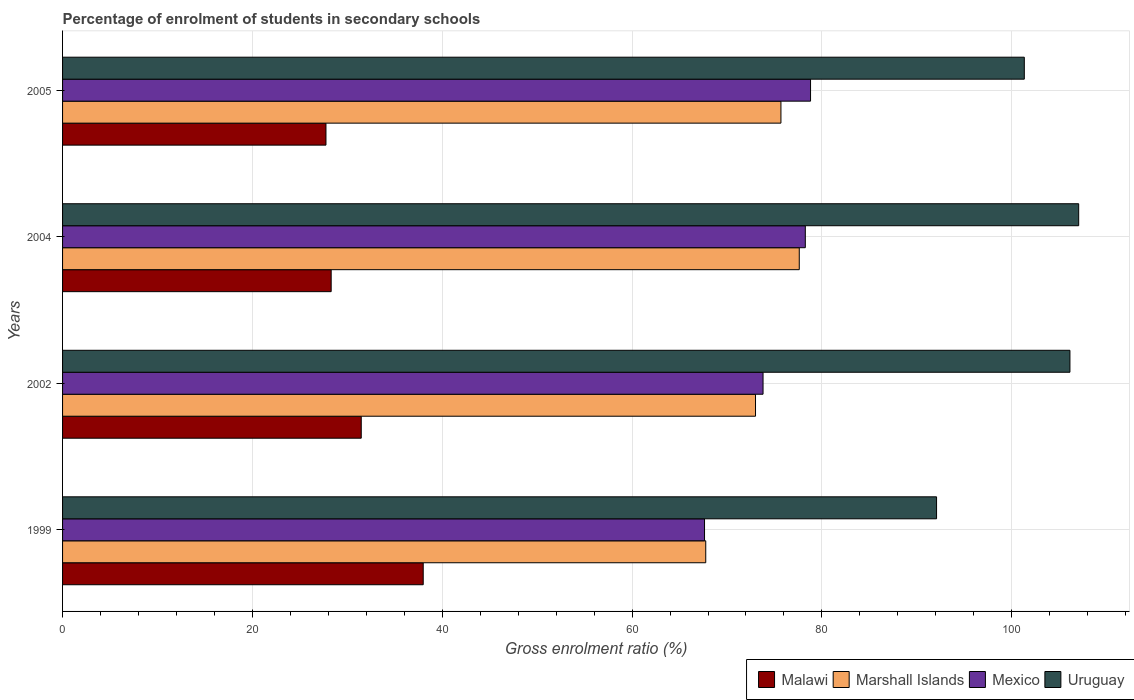 Percentage of enrolment of students in secondary schools
2005
2004
2002
1999
Years
0
20
40
60
80
100
Gross enrolment ratio (%)
Malawi
Marshall Islands
Mexico
Uruguay